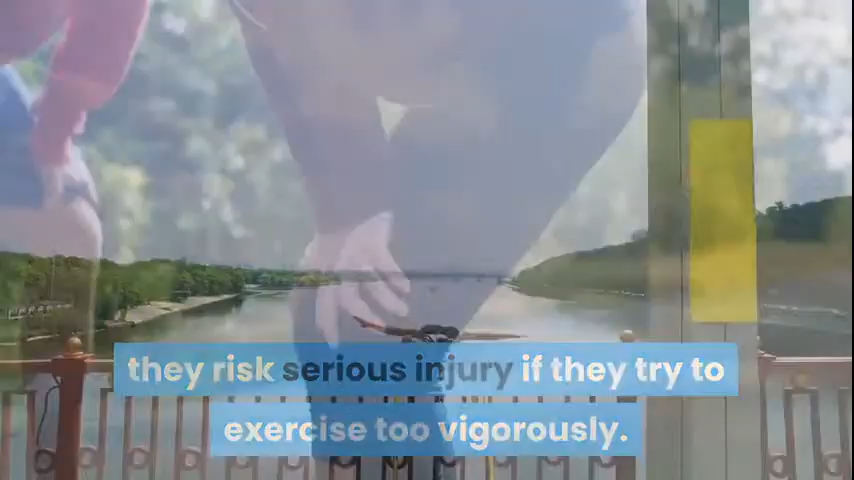 they risk serious injury if they try to
exercise too vigorously.